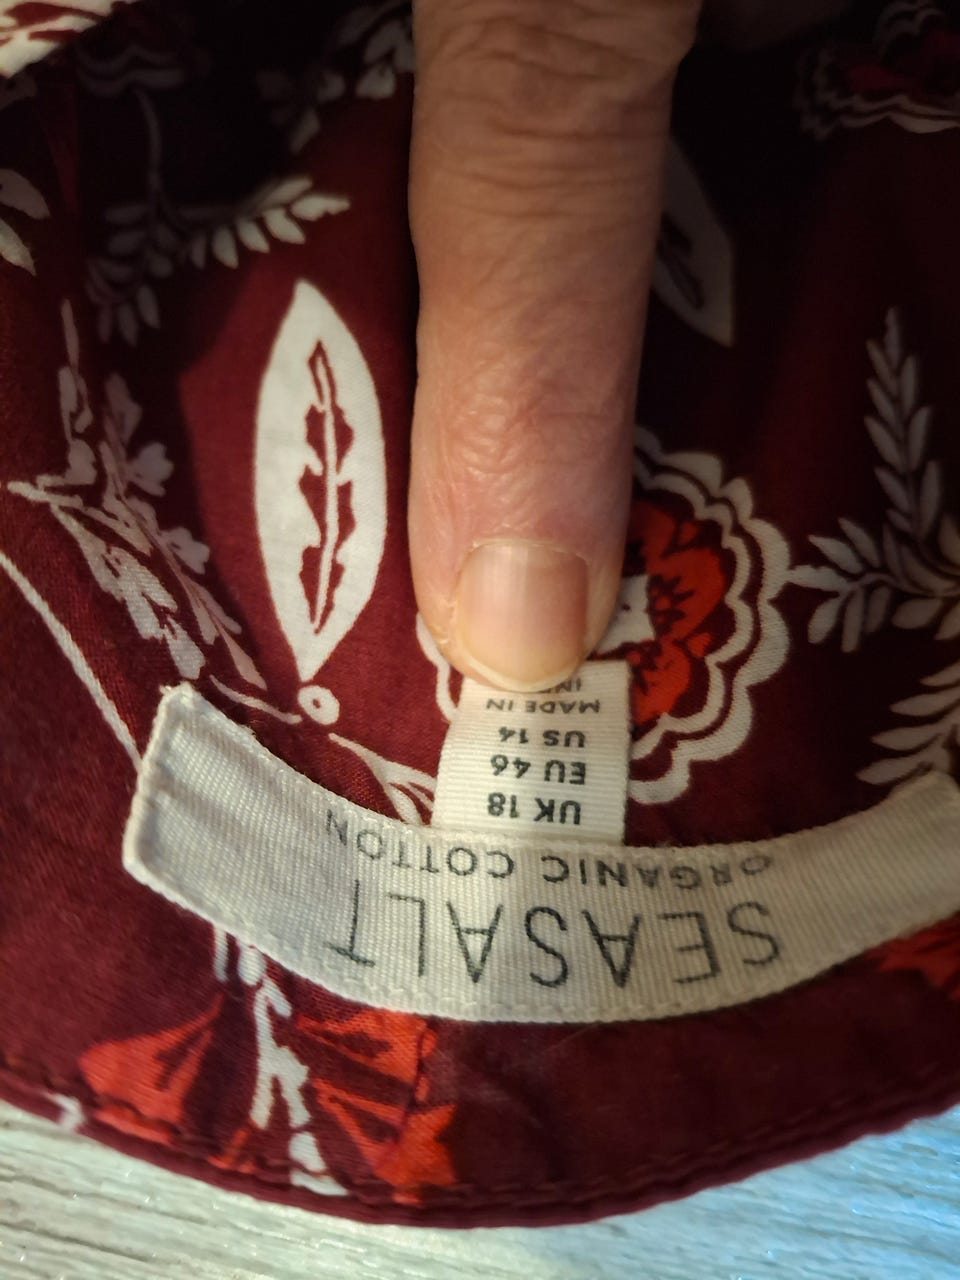 SEASALT
ORGANIC COTTON
UK 18
EU 46
US 14
MADE IN